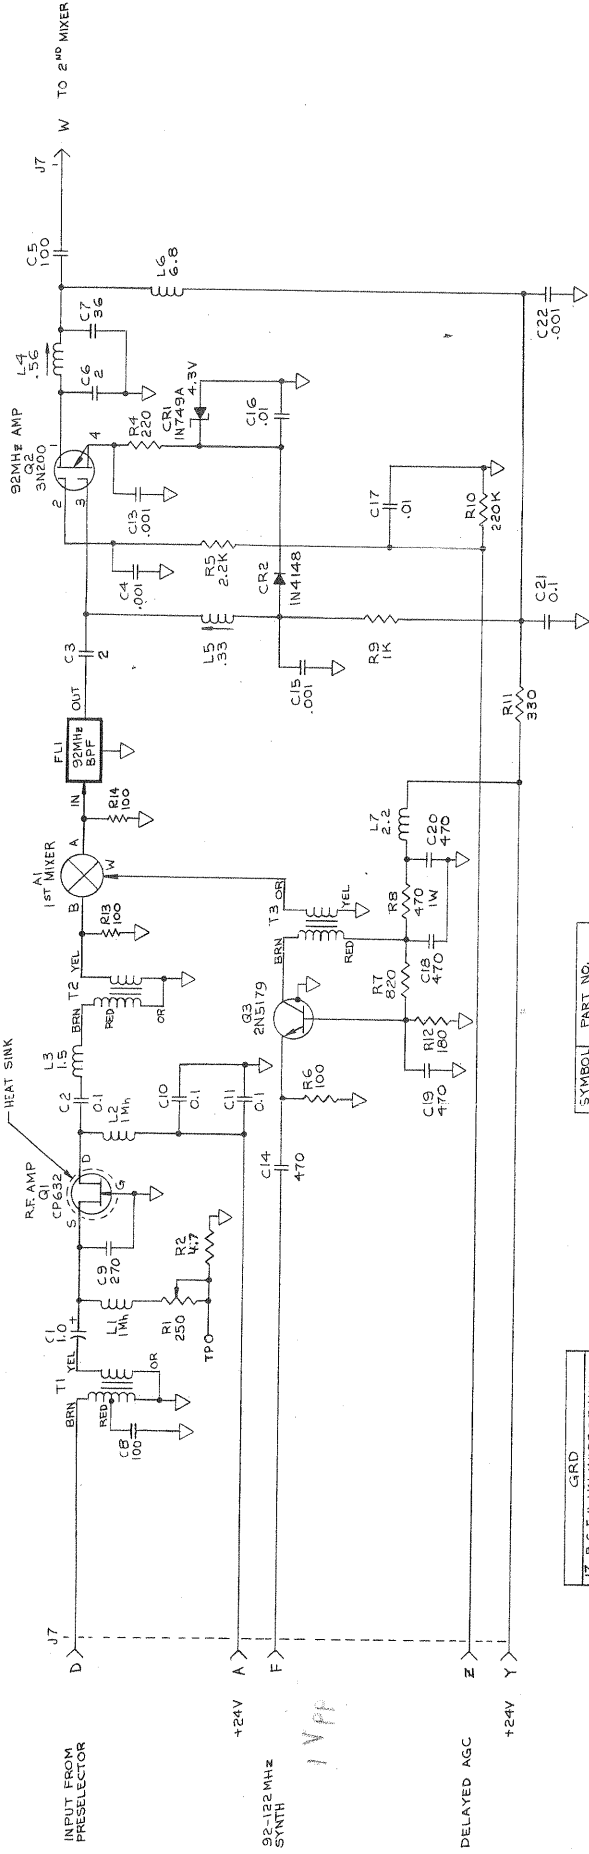 INPUT FROM
PRESELECTOR
D
J7
+24V
A
F
92-122 MHz
SYNTH
1 VPP
DELAYED AGC
Z
+24V
Y
BRN
T1
YEL
RED
OR
C8
100
C1
1.0
+
L1
1Mh
R1
250
TP
R2
4.7
C9
270
R.F. AMP
Q1
CP632
S
D
G
HEAT SINK
C2
0.1
L2
1Mh
C10
0.1
C11
0.1
L3
1.5
BRN
T2
YEL
RED
OR
R13
100
B
A1
1ST MIXER
A
W
R14
100
IN
FL1
92MHz
BPF
OUT
C3
2
C14
470
R6
100
Q3
2N5179
BRN
T3
OR
RED
YEL
C19
470
R12
180
R7
820
C18
470
R8
470
1W
C20
470
L7
2.2
R11
330
L5
.33
C15
.001
R9
1K
C21
0.1
C4
.001
R5
2.2K
CR2
1N4148
C13
.001
C17
.01
R10
220K
92MHz AMP
Q2
3N200
2
3
1
4
R4
220
CR1
1N749A
4.3V
C16
.01
C6
2
L4
.56
C7
36
L6
6.8
C22
.001
C5
100
J7
1
W
TO 2ND MIXER
GRD
SYMBOL
PART NO.